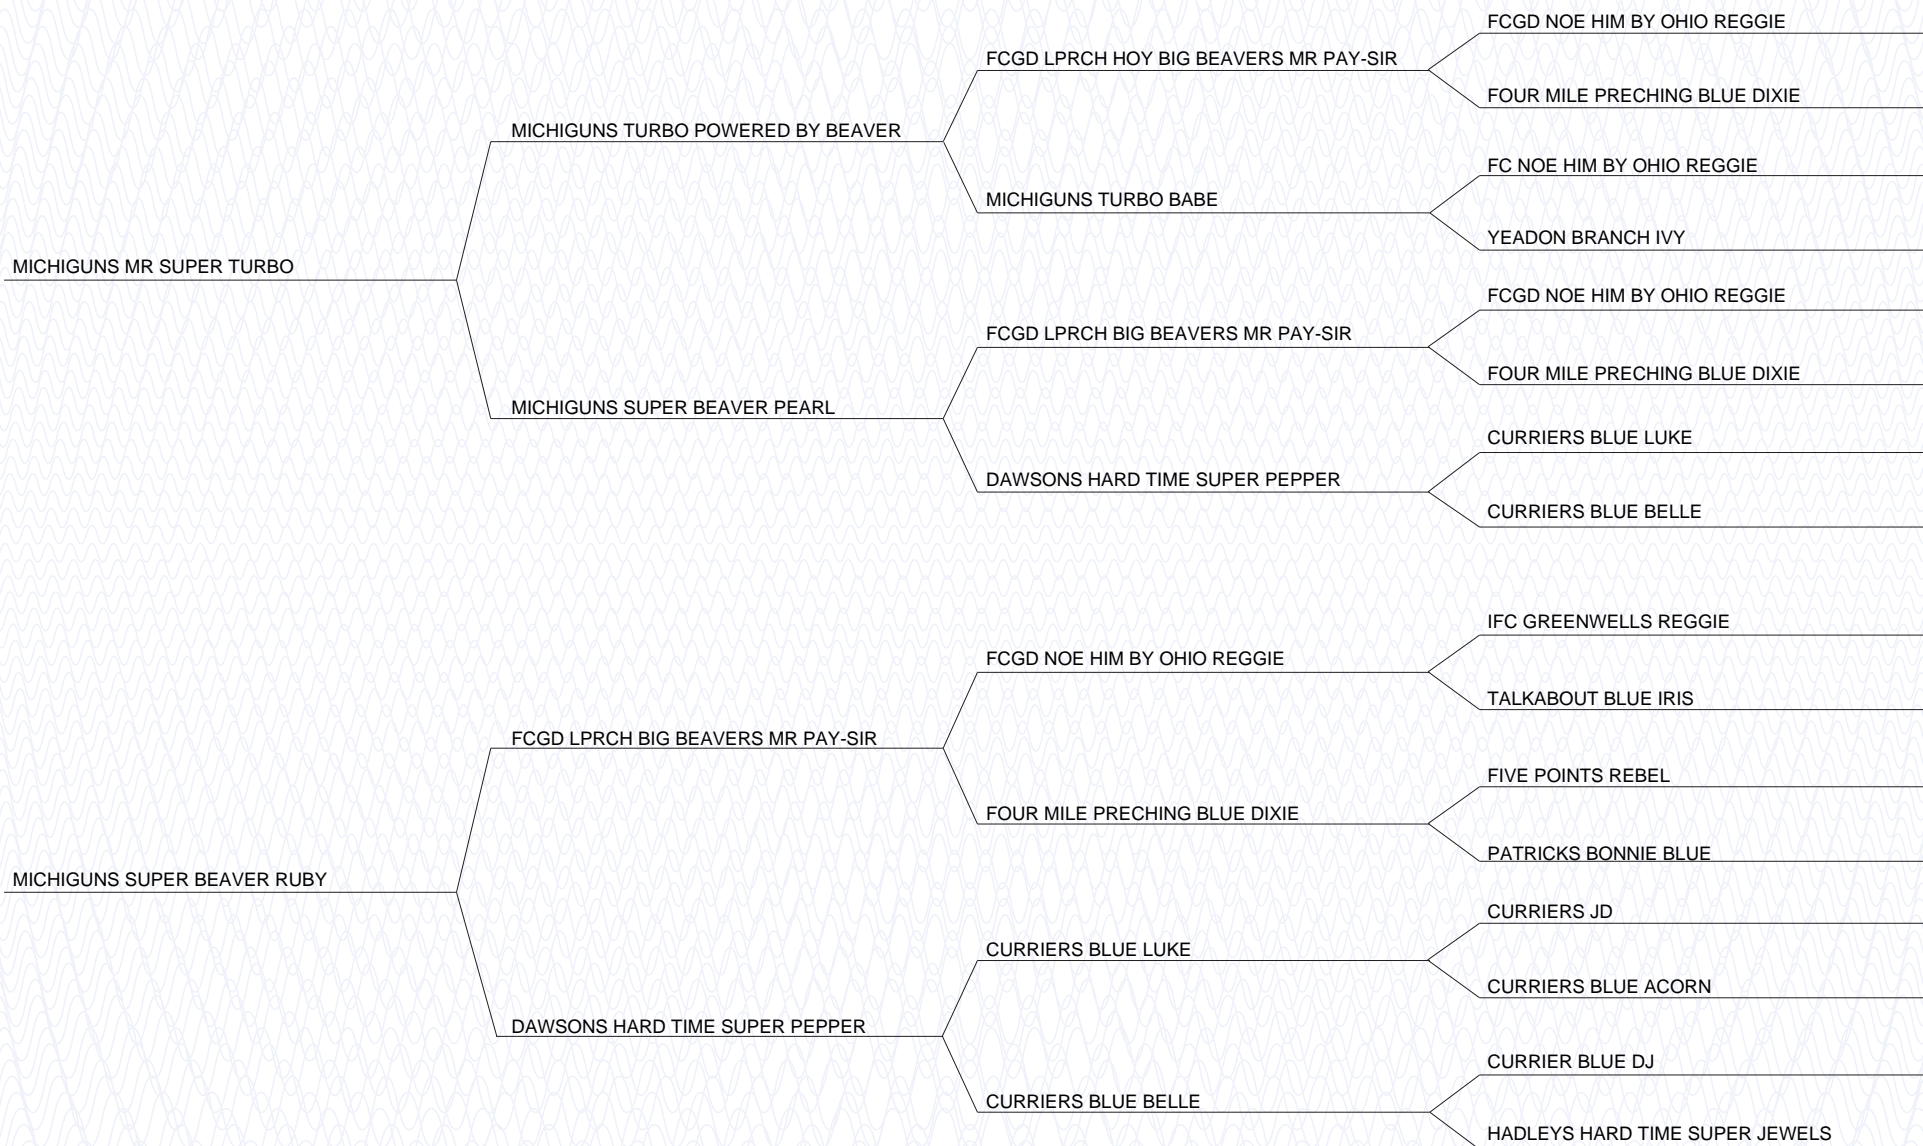 FCGD NOE HIM BY OHIO REGGIE
FCGD LPRCH HOY BIG BEAVERS MR PAY-SIR
FOUR MILE PRECHING BLUE DIXIE
MICHIGUNS TURBO POWERED BY BEAVER
FC NOE HIM BY OHIO REGGIE
MICHIGUNS TURBO BABE
YEADON BRANCH IVY
MICHIGUNS MR SUPER TURBO
FCGD NOE HIM BY OHIO REGGIE
FCGD LPRCH BIG BEAVERS MR PAY-SIR
FOUR MILE PRECHING BLUE DIXIE
MICHIGUNS SUPER BEAVER PEARL
CURRIERS BLUE LUKE
DAWSONS HARD TIME SUPER PEPPER
CURRIERS BLUE BELLE
IFC GREENWELLS REGGIE
FCGD NOE HIM BY OHIO REGGIE
TALKABOUT BLUE IRIS
FCGD LPRCH BIG BEAVERS MR PAY-SIR
FIVE POINTS REBEL
FOUR MILE PRECHING BLUE DIXIE
PATRICKS BONNIE BLUE
MICHIGUNS SUPER BEAVER RUBY
CURRIERS JD
CURRIERS BLUE LUKE
CURRIERS BLUE ACORN
DAWSONS HARD TIME SUPER PEPPER
CURRIER BLUE DJ
CURRIERS BLUE BELLE
HADLEYS HARD TIME SUPER JEWELS